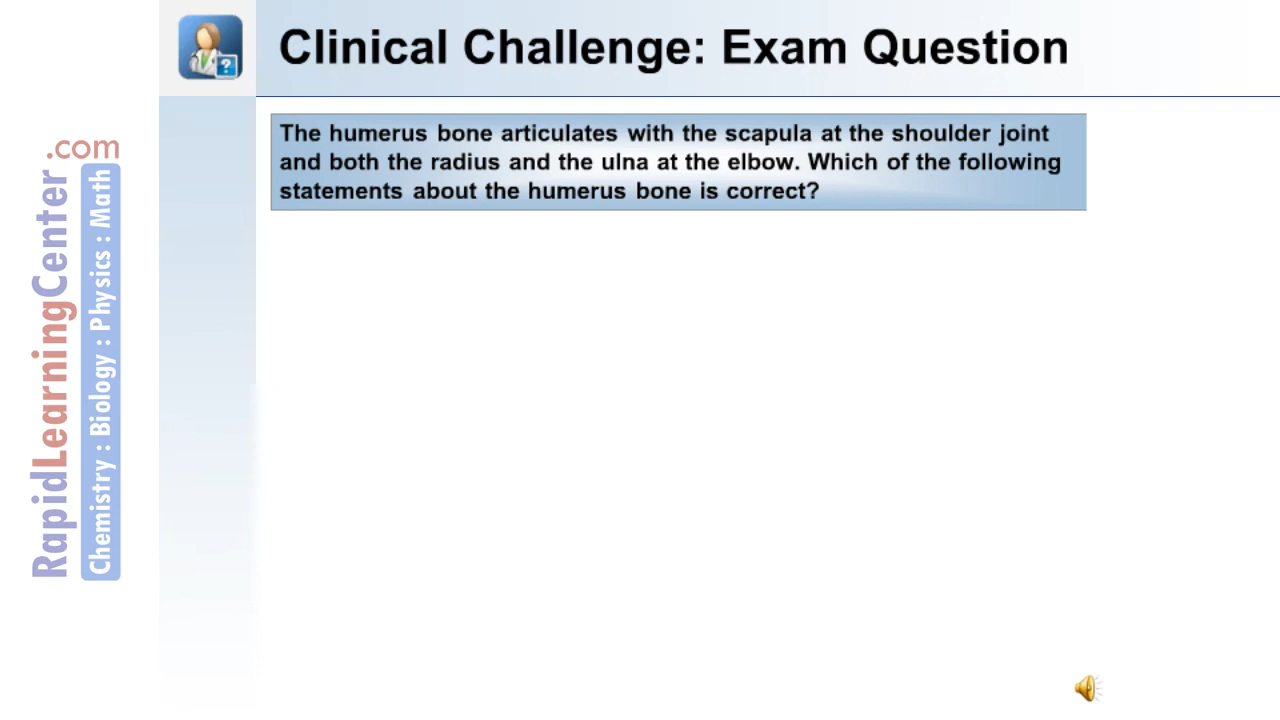 Clinical Challenge: Exam Question
The humerus bone articulates with the scapula at the shoulder joint
and both the radius and the ulna at the elbow. Which of the following
statements about the humerus bone is correct?
RapidLearningCenter.com
Chemistry : Biology : Physics : Math
?